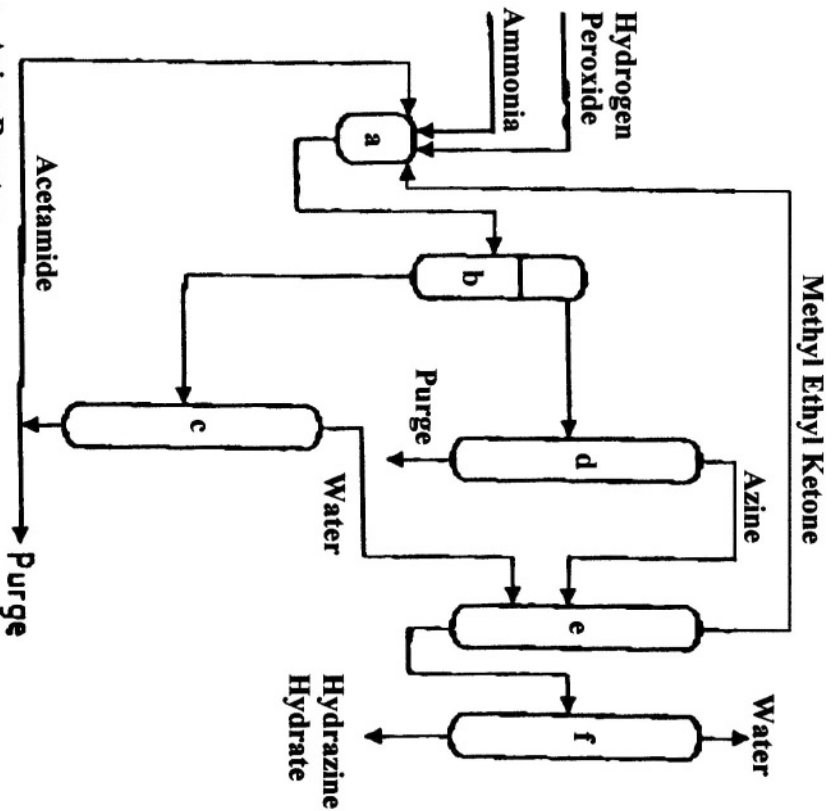 Hydrogen
Peroxide
Ammonia
Methyl Ethyl Ketone
a
b
c
d
e
f
Acetamide
Purge
Purge
Water
Azine
Water
Hydrazine
Hydrate